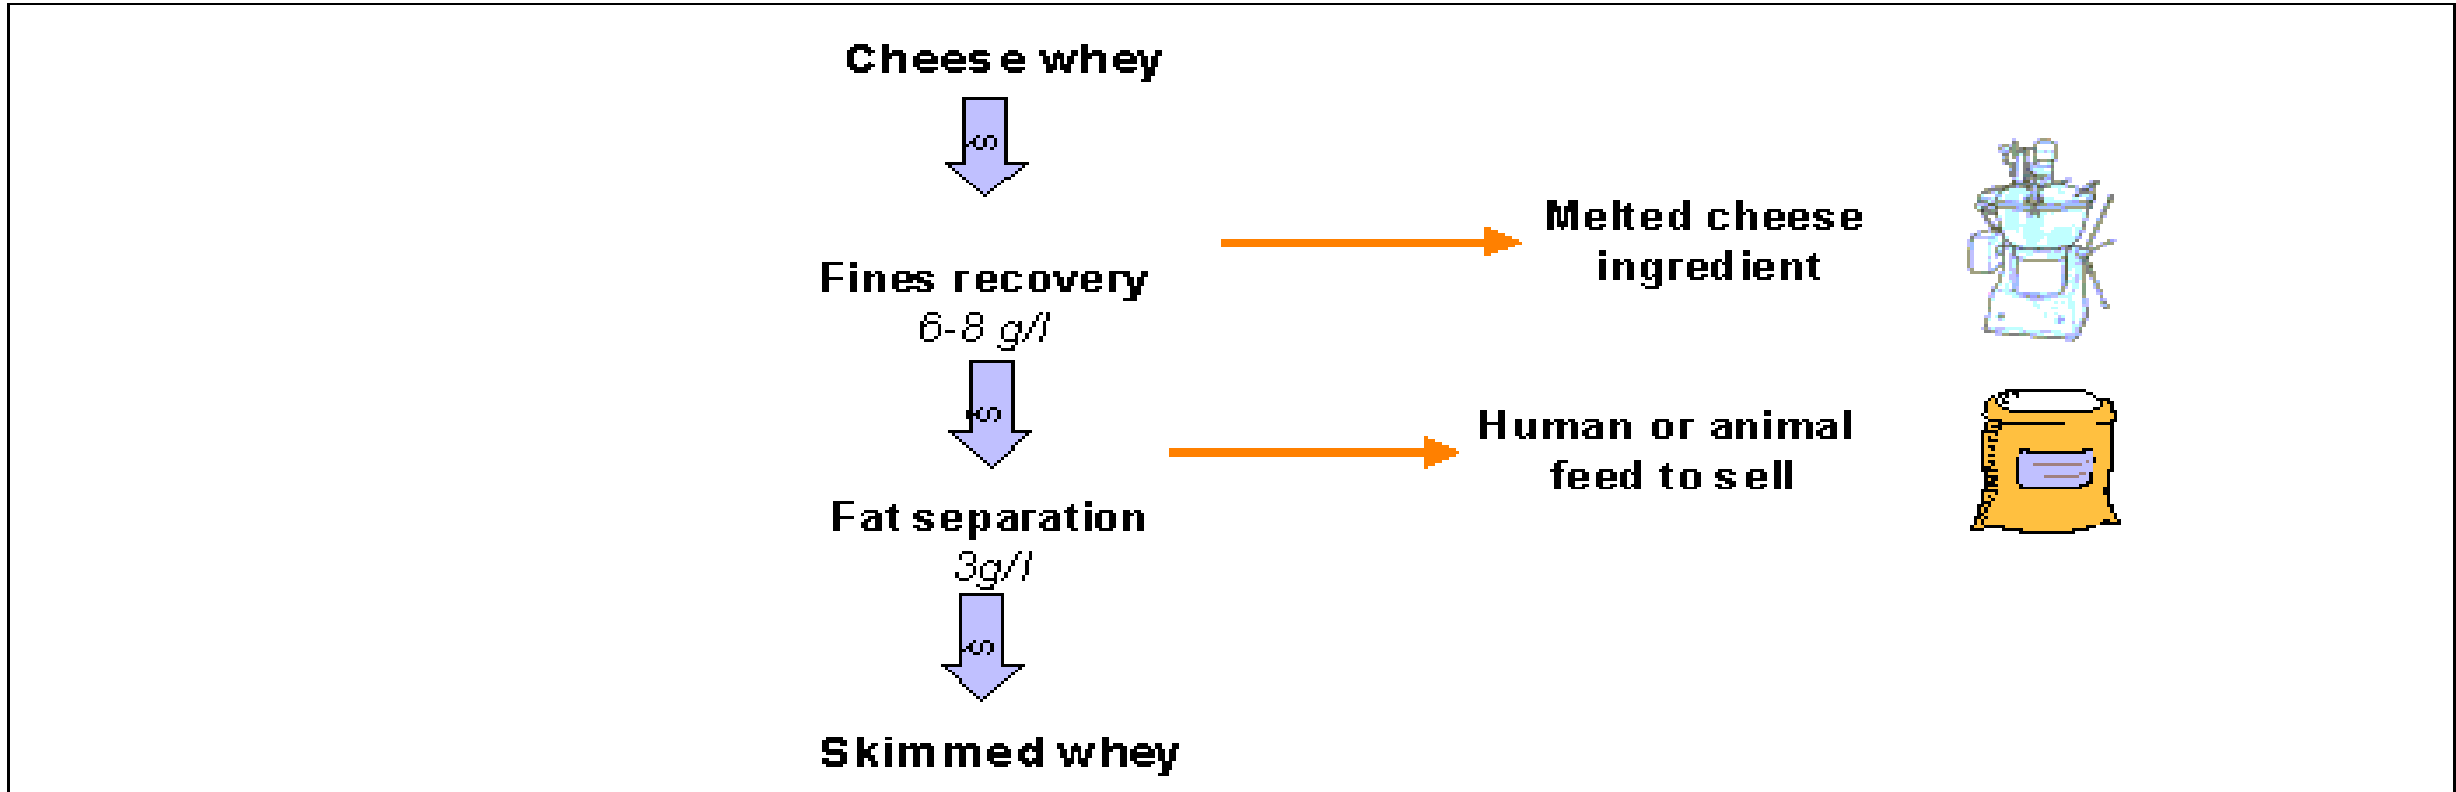 Cheese whey
S
Melted cheese
ingredient
Fines recovery
6-8 g/l
S
Human or animal
feed to sell
Fat separation
3g/l
S
Skimmed whey